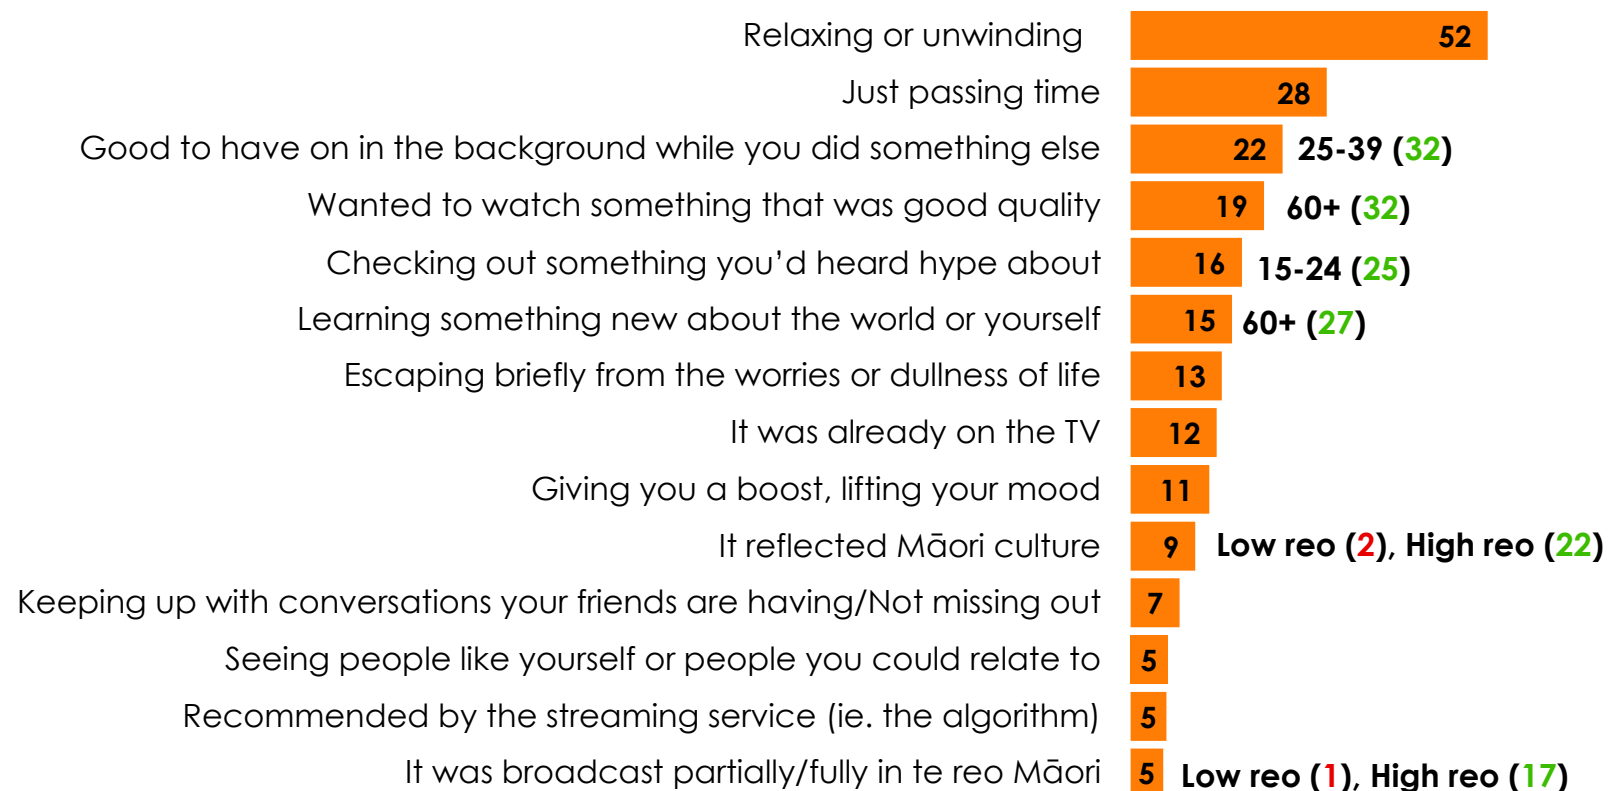 Relaxing or unwinding 52
Just passing time 28
Good to have on in the background while you did something else 22 25-39 (32)
Wanted to watch something that was good quality 19 60+ (32)
Checking out something you’d heard hype about 16 15-24 (25)
Learning something new about the world or yourself 15 60+ (27)
Escaping briefly from the worries or dullness of life 13
It was already on the TV 12
Giving you a boost, lifting your mood 11
It reflected Māori culture 9 Low reo (2), High reo (22)
Keeping up with conversations your friends are having/Not missing out 7
Seeing people like yourself or people you could relate to 5
Recommended by the streaming service (ie. the algorithm) 5
It was broadcast partially/fully in te reo Māori 5 Low reo (1), High reo (17)